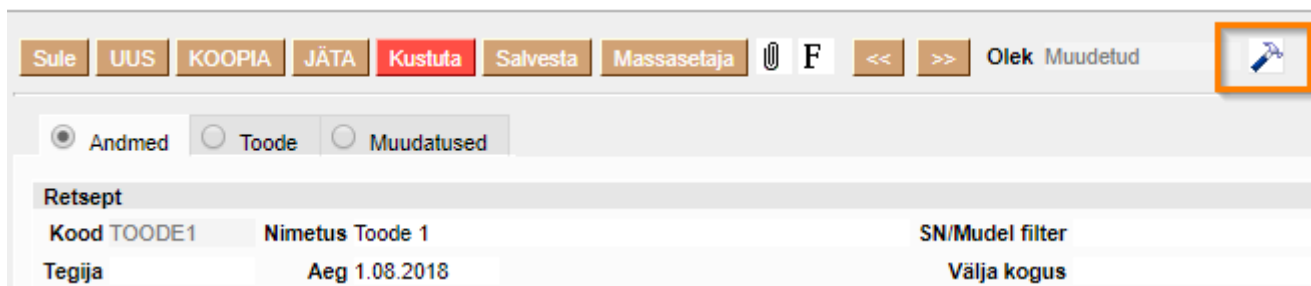 Sule UUS KOOPIA JÄTA Kustuta Salvesta Massasetaja F << >> Olek Muudetud
Andmed Toode Muudatused
Retsept
Kood TOODE1 Nimetus Toode 1 SN/Mudel filter
Tegija Aeg 1.08.2018 Välja kogus